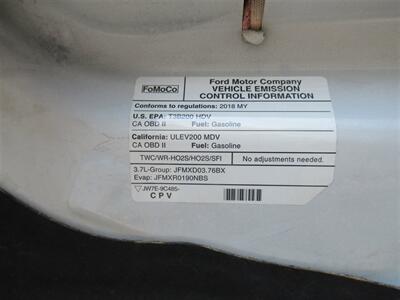 FoMoCo
Ford Motor Company
VEHICLE EMISSION
CONTROL INFORMATION
Conforms to regulations: 2018 MY
U.S. EPA: T3B200 HDV
CA OBD II Fuel: Gasoline
California: ULEV200 MDV
CA OBD II Fuel: Gasoline
TWC/WR-HO2S/HO2S/SFI No adjustments needed.
3.7L-Group: JFMXD03.76BX
Evap: JFMXR0190NBS
JW7E-9C485-
CPV